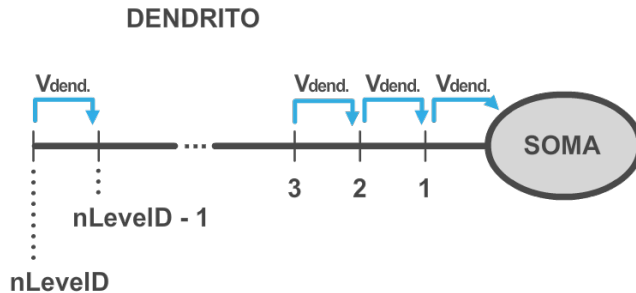 DENDRITO
Vdend. Vdend. Vdend. Vdend.
SOMA
...
3 2 1
nLevelD - 1
nLevelD